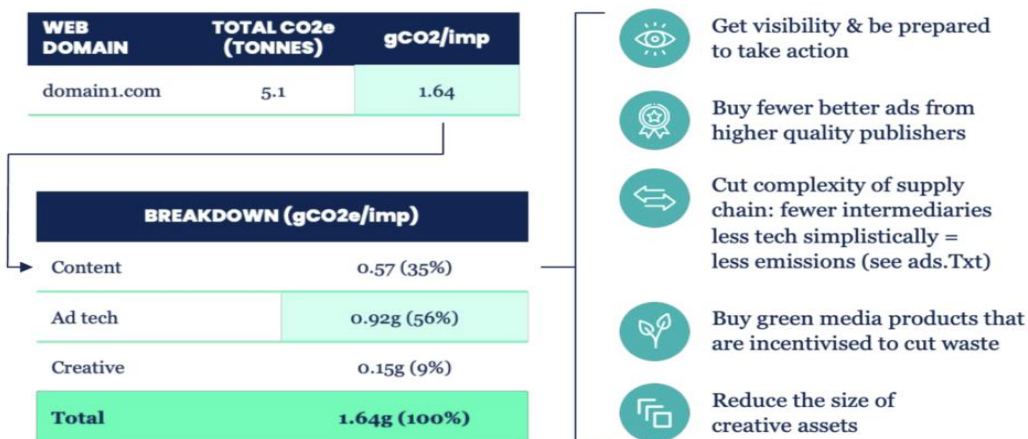 WEB DOMAIN
TOTAL CO2e (TONNES)
gCO2/imp
domain1.com
5.1
1.64
BREAKDOWN (gCO2e/imp)
Content
0.57 (35%)
Ad tech
0.92g (56%)
Creative
0.15g (9%)
Total
1.64g (100%)
Get visibility & be prepared
to take action
Buy fewer better ads from
higher quality publishers
Cut complexity of supply
chain: fewer intermediaries
less tech simplistically =
less emissions (see ads.Txt)
Buy green media products that
are incentivised to cut waste
Reduce the size of
creative assets